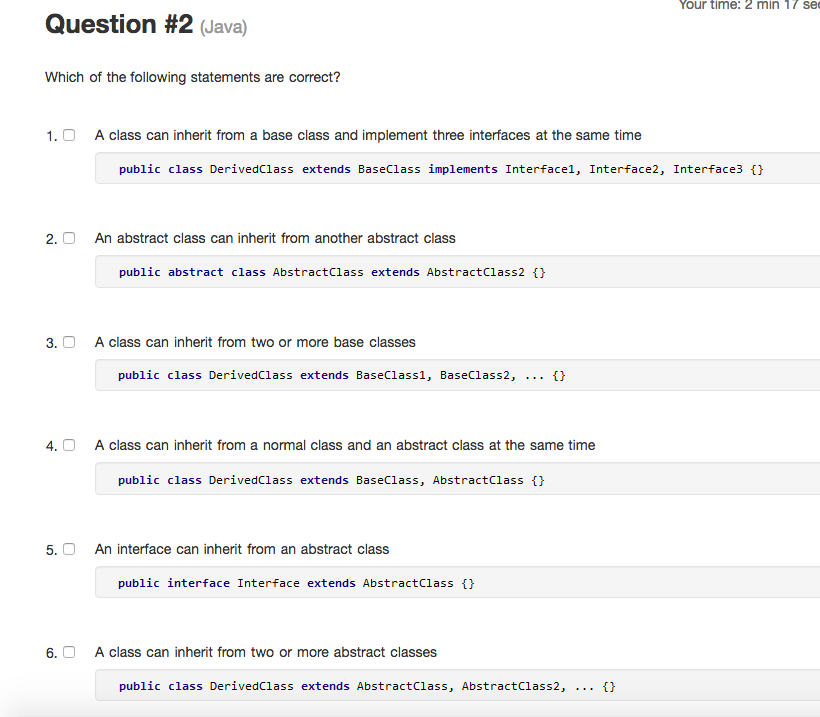 Your time: 2 min 17 sec
Question #2 (Java)
Which of the following statements are correct?
1. A class can inherit from a base class and implement three interfaces at the same time
public class DerivedClass extends BaseClass implements Interface1, Interface2, Interface3 {}
2. An abstract class can inherit from another abstract class
public abstract class AbstractClass extends AbstractClass2 {}
3. A class can inherit from two or more base classes
public class DerivedClass extends BaseClass1, BaseClass2, ... {}
4. A class can inherit from a normal class and an abstract class at the same time
public class DerivedClass extends BaseClass, AbstractClass {}
5. An interface can inherit from an abstract class
public interface Interface extends AbstractClass {}
6. A class can inherit from two or more abstract classes
public class DerivedClass extends AbstractClass, AbstractClass2, ... {}